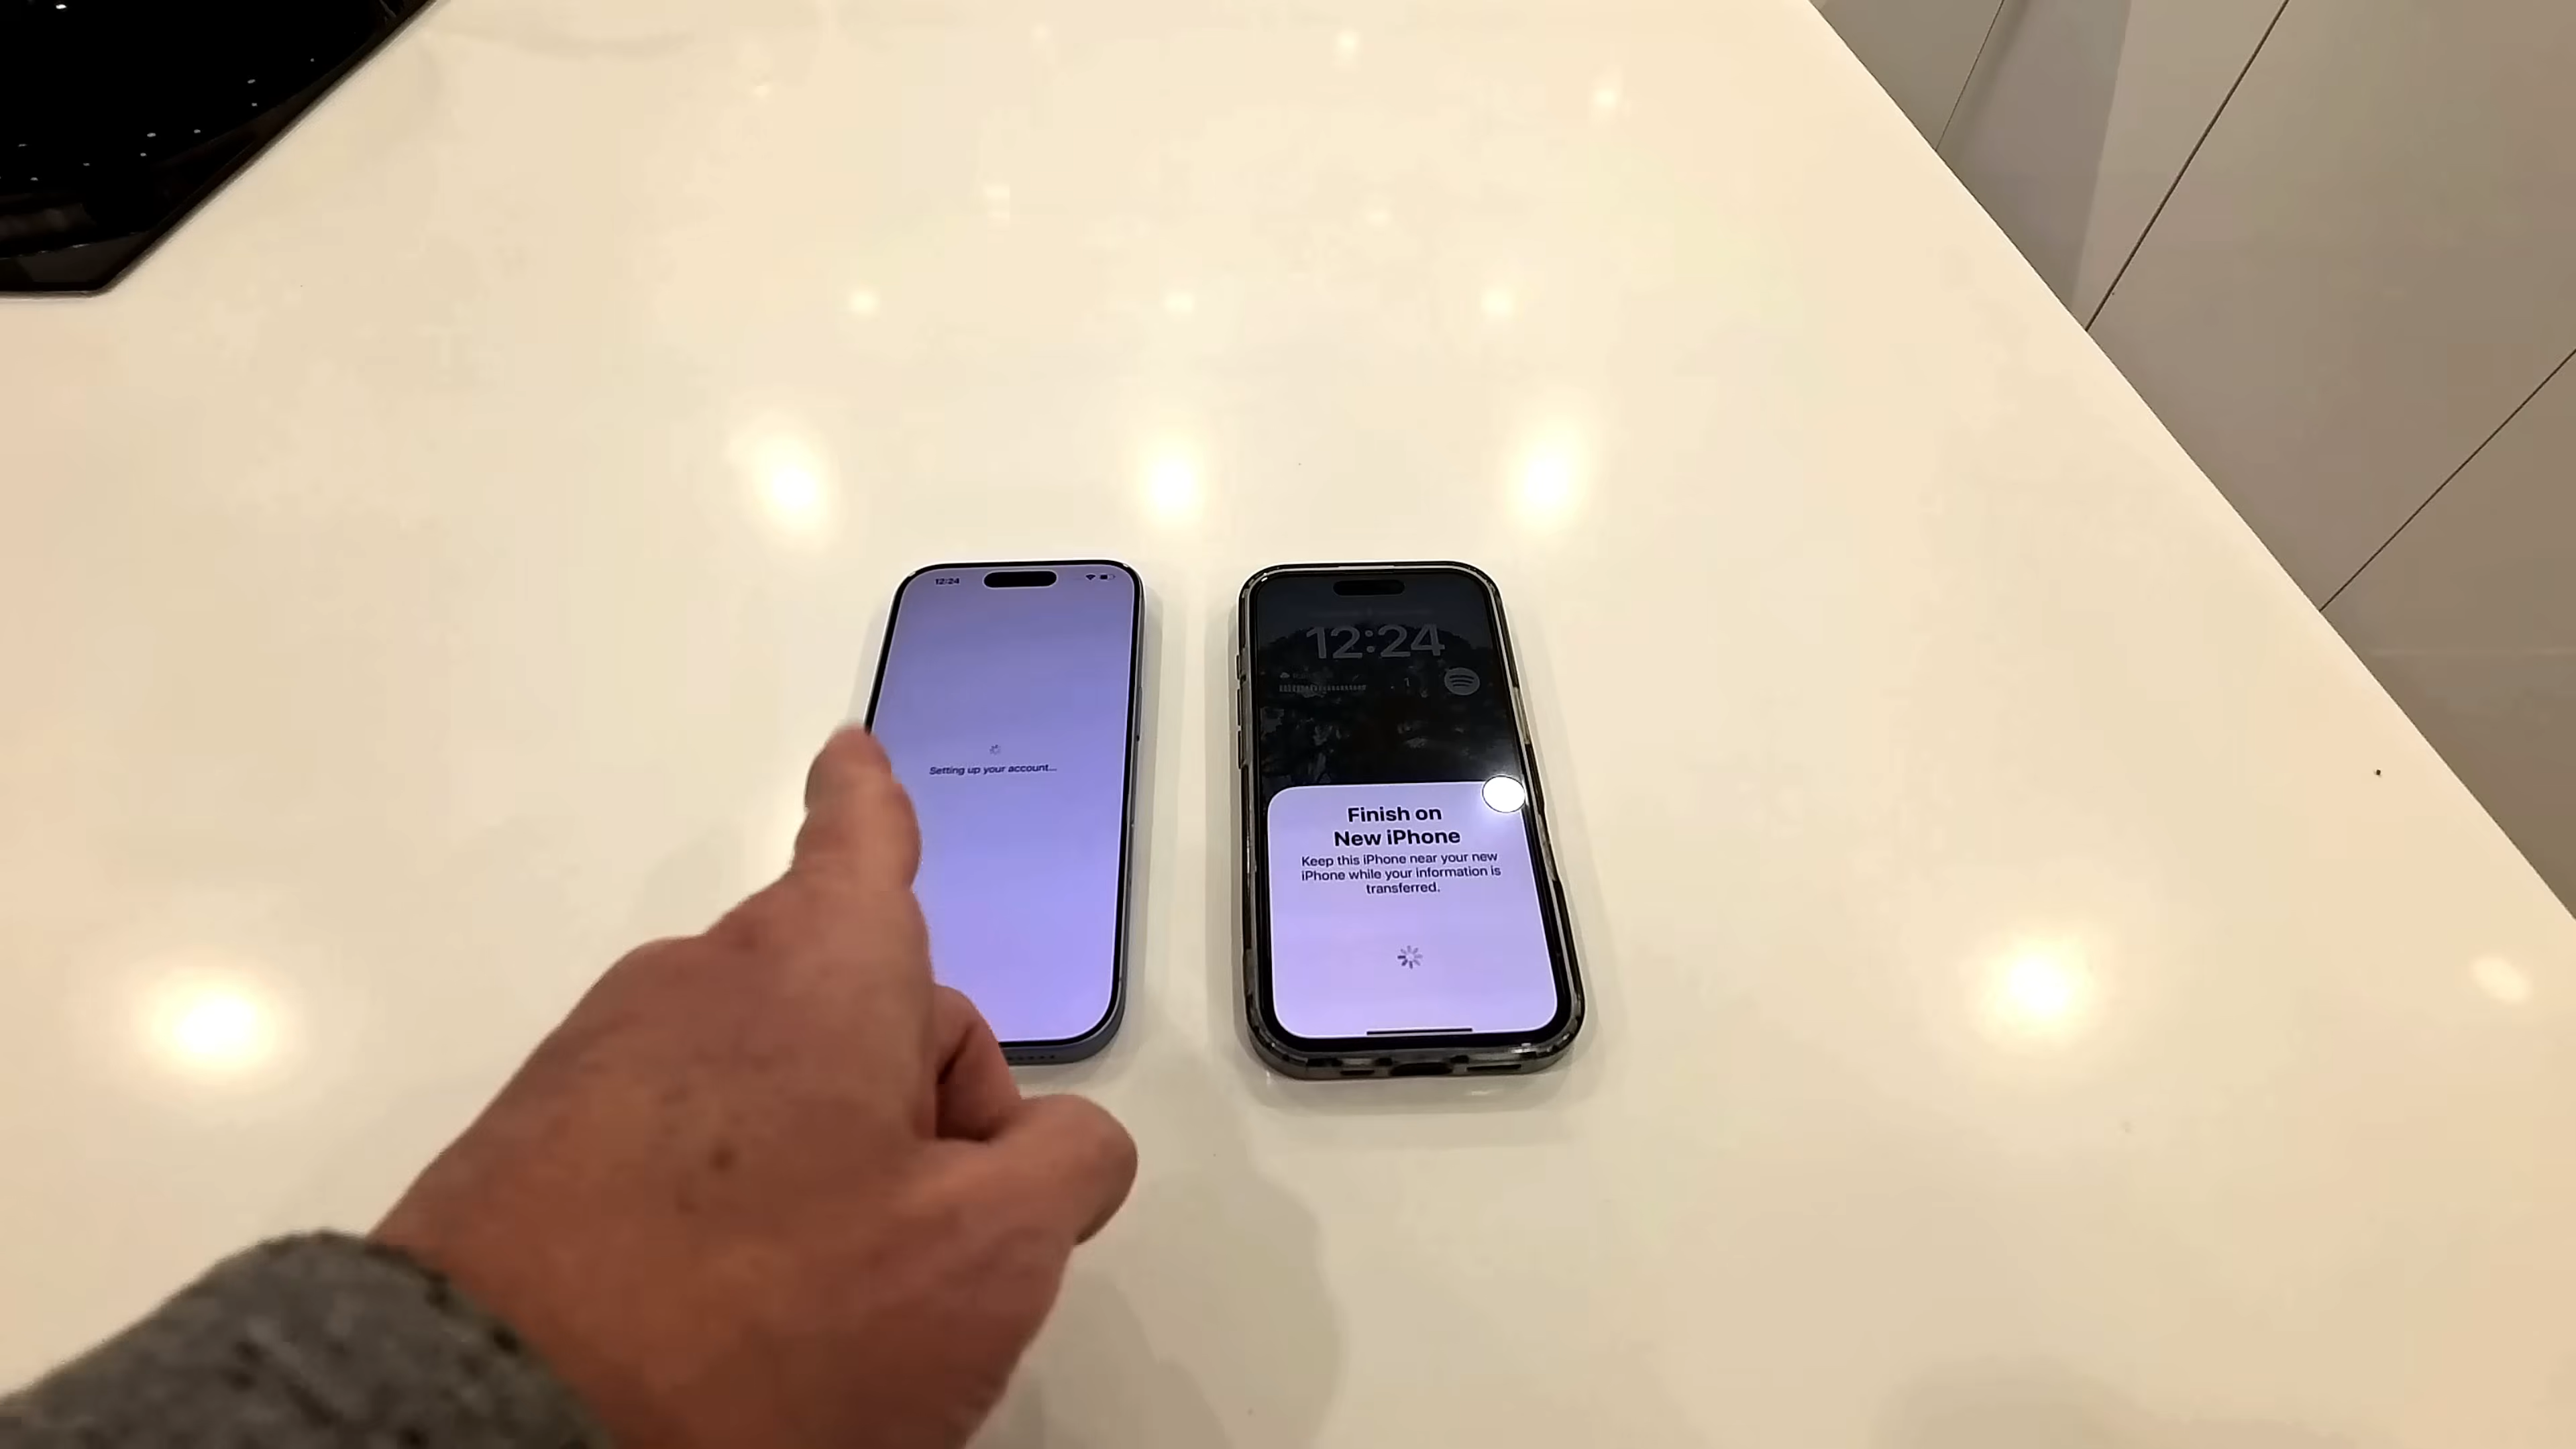 12:24
Setting up your account...
12:24
1
Finish on
New iPhone
Keep this iPhone near your new
iPhone while your information is
transferred.